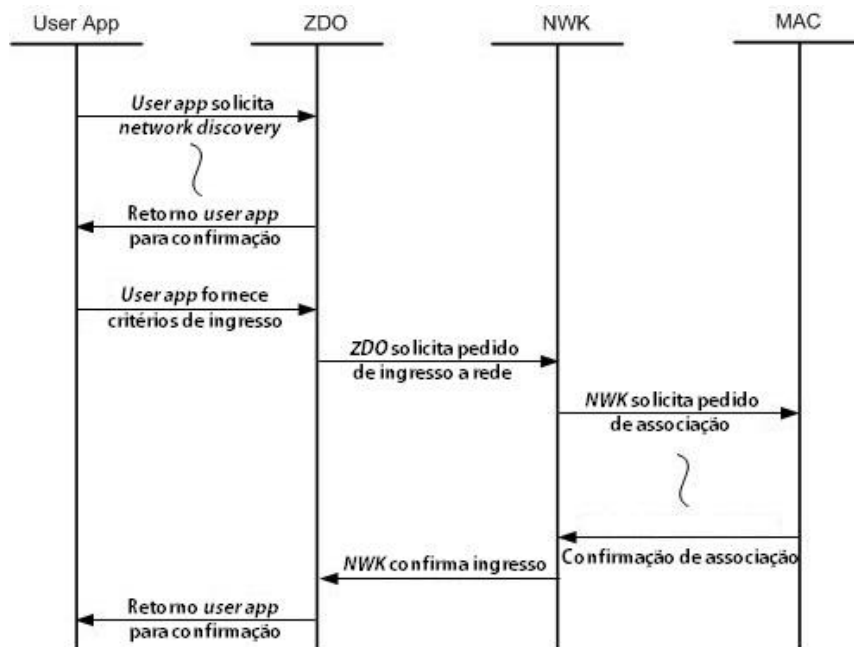 User App
ZDO
NWK
MAC
User app solicita
network discovery
Retorno user app
para confirmação
User app fornece
critérios de ingresso
ZDO solicita pedido
de ingresso a rede
NWK solicita pedido
de associação
Confirmação de associação
NWK confirma ingresso
Retorno user app
para confirmação